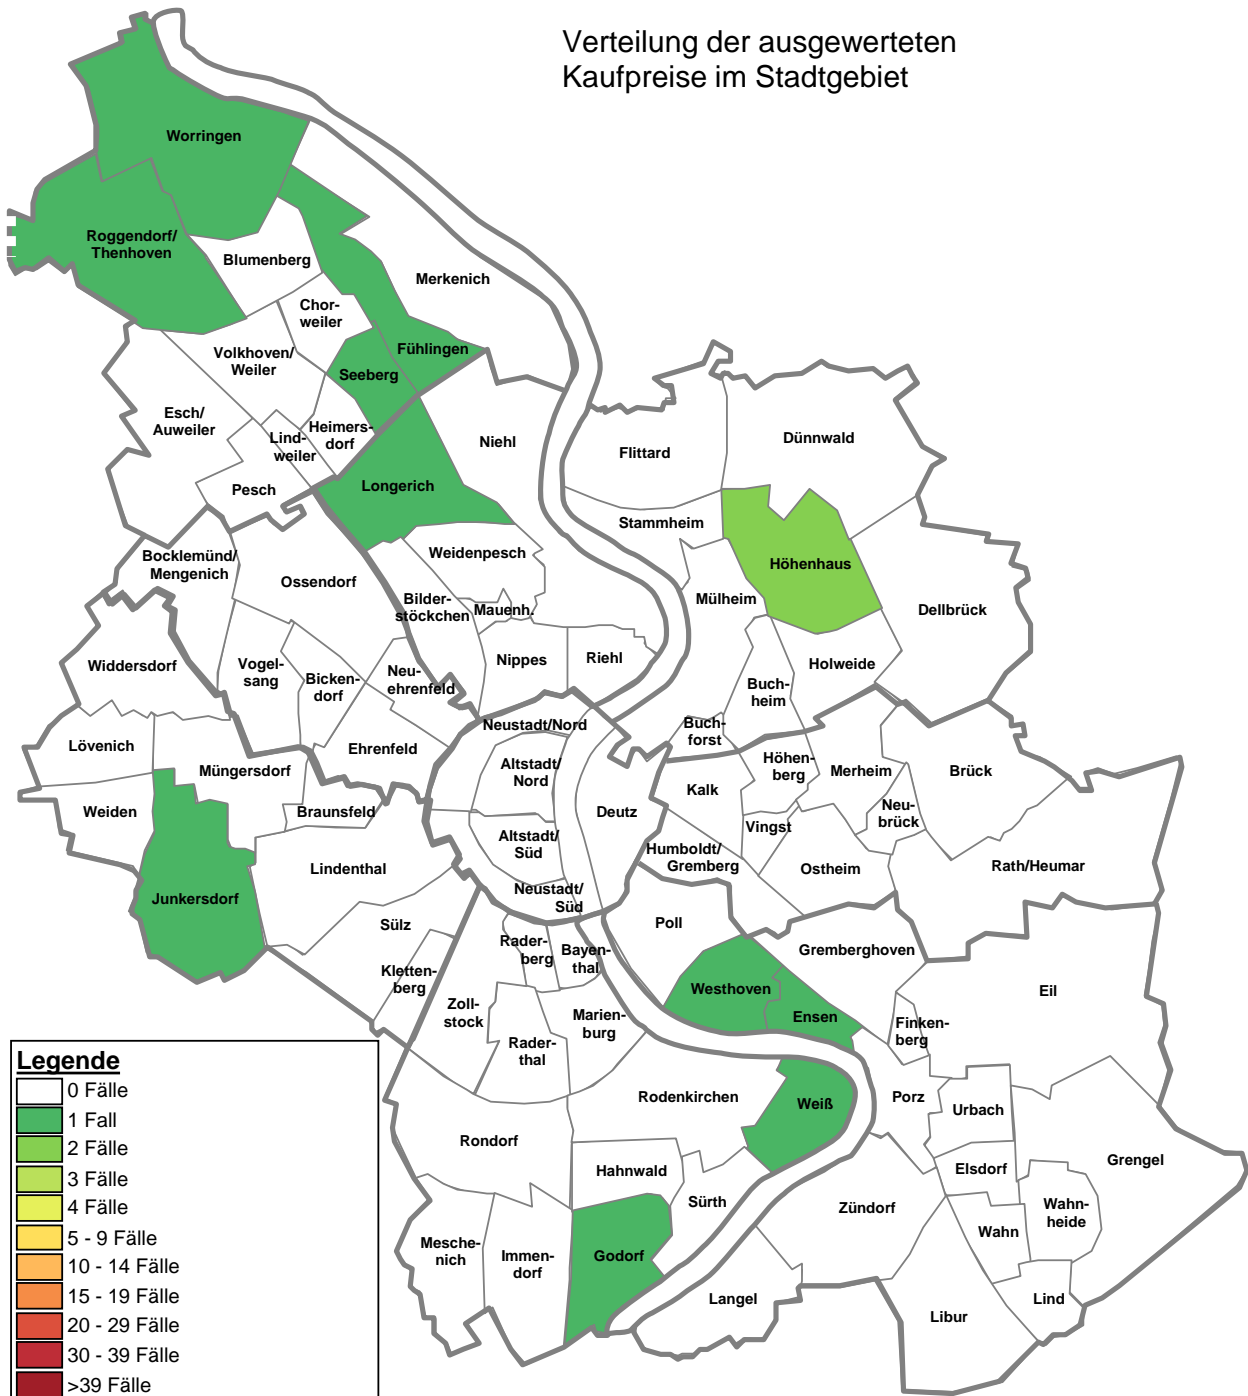 Verteilung der ausgewerteten
Kaufpreise im Stadtgebiet
Worringen
Roggendorf/
Thenhoven
Blumenberg
Merkenich
Chor-
weiler
Fühlingen
Volkhoven/
Weiler
Seeberg
Esch/
Auweiler
Heimers-
dorf
Lind-
weiler
Niehl
Pesch
Longerich
Flittard
Dünnwald
Stammheim
Weidenpesch
Bocklemünd/
Mengenich
Ossendorf
Höhenhaus
Bilder-
stöckchen
Mauenh.
Mülheim
Dellbrück
Widdersdorf
Vogel-
sang
Bicken-
dorf
Neu-
ehrenfeld
Nippes
Riehl
Holweide
Buch-
heim
Neustadt/Nord
Buch-
forst
Lövenich
Müngersdorf
Ehrenfeld
Altstadt/
Nord
Höhen-
berg
Merheim
Brück
Kalk
Weiden
Braunsfeld
Deutz
Vingst
Neu-
brück
Altstadt/
Süd
Humboldt/
Gremberg
Ostheim
Rath/Heumar
Lindenthal
Junkersdorf
Neustadt/
Süd
Sülz
Poll
Rader-
berg
Bayen-
thal
Gremberghoven
Kletten-
berg
Westhoven
Eil
Zoll-
stock
Marien-
burg
Ensen
Finken-
berg
Rader-
thal
Rodenkirchen
Weiß
Porz
Urbach
Rondorf
Hahnwald
Elsdorf
Grengel
Sürth
Zündorf
Wahn-
heide
Wahn
Mesche-
nich
Immen-
dorf
Godorf
Langel
Libur
Lind
Legende
0 Fälle
1 Fall
2 Fälle
3 Fälle
4 Fälle
5 - 9 Fälle
10 - 14 Fälle
15 - 19 Fälle
20 - 29 Fälle
30 - 39 Fälle
>39 Fälle